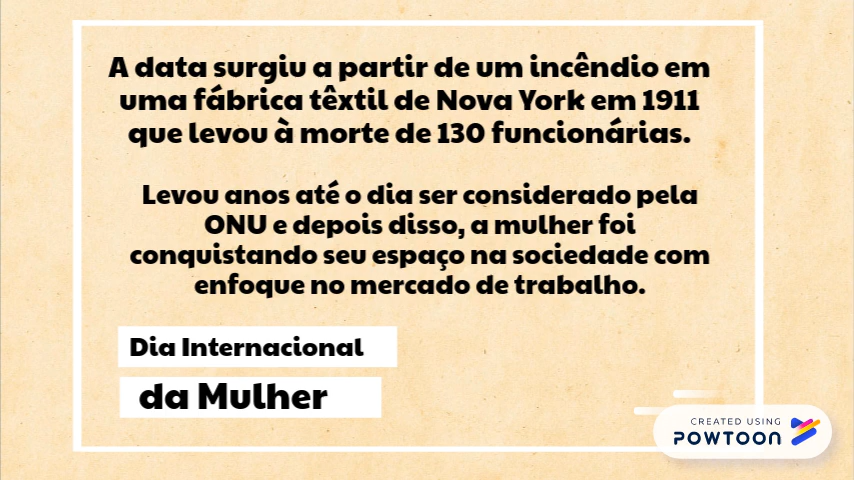 A data surgiu a partir de um incêndio em
uma fábrica têxtil de Nova York em 1911
que levou à morte de 130 funcionárias.
Levou anos até o dia ser considerado pela
ONU e depois disso, a mulher foi
conquistando seu espaço na sociedade com
enfoque no mercado de trabalho.
Dia Internacional
da Mulher
CREATED USING
POWTOON